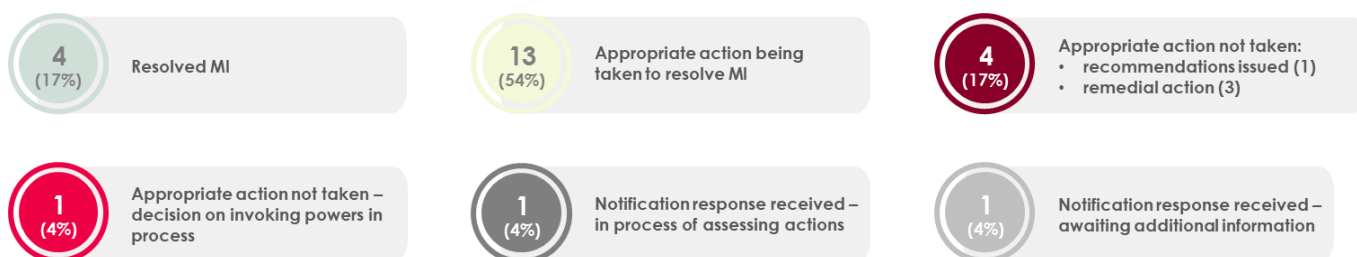 4
(17%)
Resolved MI
13
(54%)
Appropriate action being
taken to resolve MI
4
(17%)
Appropriate action not taken:
• recommendations issued (1)
• remedial action (3)
1
(4%)
Appropriate action not taken –
decision on invoking powers in
process
1
(4%)
Notification response received –
in process of assessing actions
1
(4%)
Notification response received –
awaiting additional information